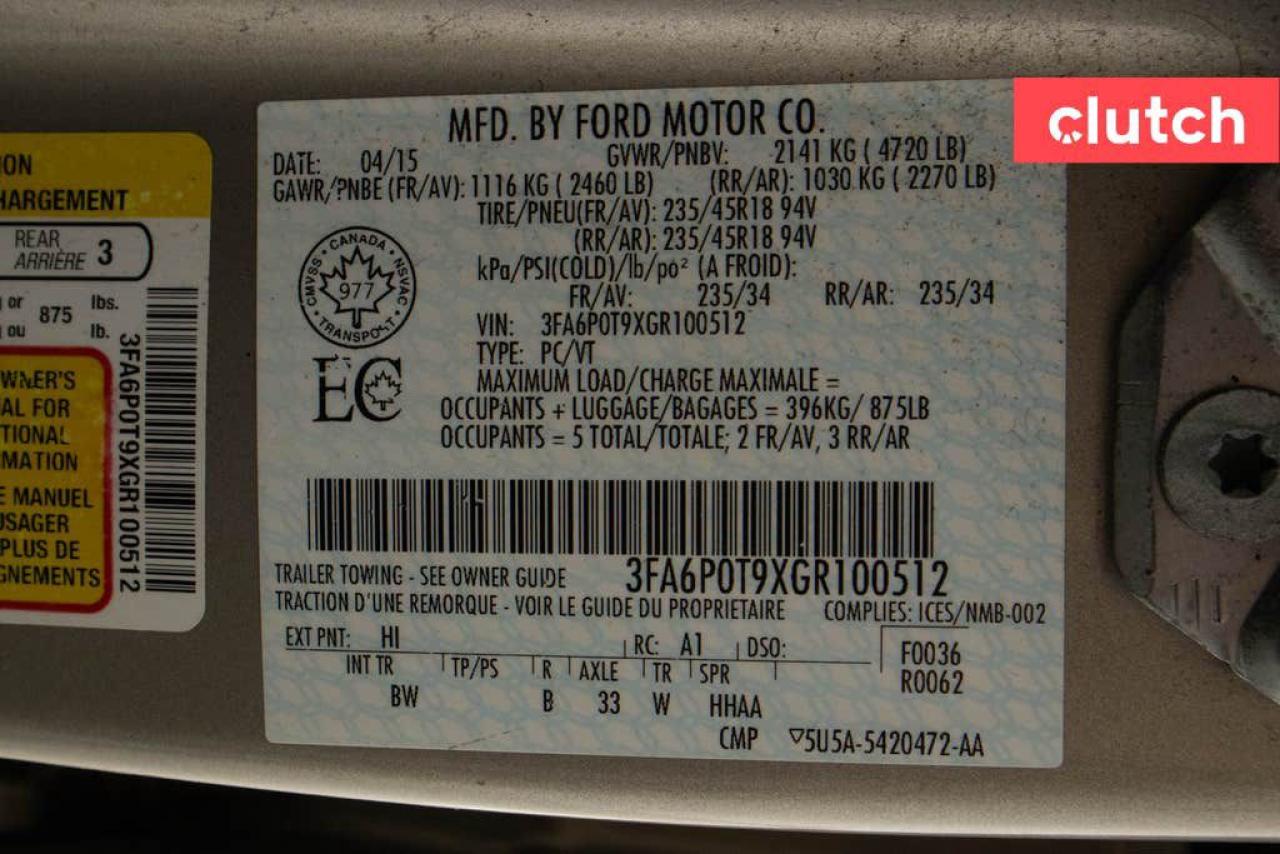 clutch
ION
HARGEMENT
REAR
ARRIÈRE 3
or 875 lbs.
ou lb.
WNER'S
AL FOR
TIONAL
MATION
E MANUEL
USAGER
PLUS DE
GNEMENTS
3FA6P0T9XGR100512
MFD. BY FORD MOTOR CO.
DATE: 04/15 GVWR/PNBV: 2141 KG ( 4720 LB)
GAWR/PNBE (FR/AV): 1116 KG ( 2460 LB) (RR/AR): 1030 KG ( 2270 LB)
TIRE/PNEU(FR/AV): 235/45R18 94V
(RR/AR): 235/45R18 94V
kPa/PSI(COLD)/lb/po² (A FROID):
FR/AV: 235/34 RR/AR: 235/34
CANADA
CMVSS 977 NSVAC
TRANSPORT
VIN: 3FA6P0T9XGR100512
TYPE: PC/VT
EC
MAXIMUM LOAD/CHARGE MAXIMALE =
OCCUPANTS + LUGGAGE/BAGAGES = 396KG/ 875LB
OCCUPANTS = 5 TOTAL/TOTALE; 2 FR/AV, 3 RR/AR
TRAILER TOWING - SEE OWNER GUIDE 3FA6P0T9XGR100512
TRACTION D'UNE REMORQUE - VOIR LE GUIDE DU PROPRIETAIRE COMPLIES: ICES/NMB-002
EXT PNT: HI RC: A1 DSO: F0036
INT TR TP/PS R AXLE TR SPR R0062
BW B 33 W HHAA
CMP ▽5U5A-5420472-AA